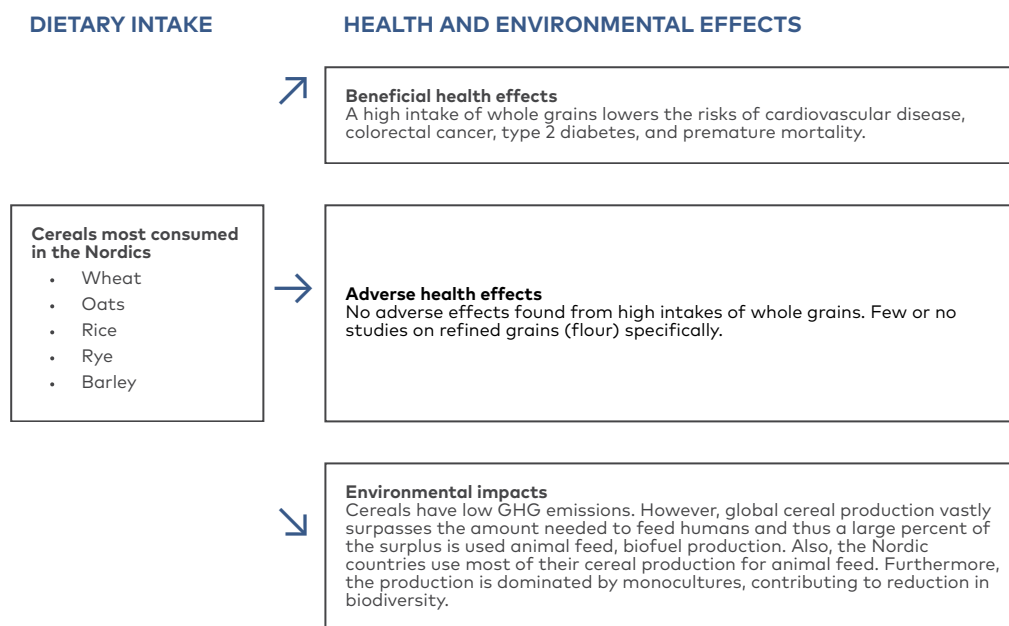 DIETARY INTAKE
HEALTH AND ENVIRONMENTAL EFFECTS
Beneficial health effects
A high intake of whole grains lowers the risks of cardiovascular disease,
colorectal cancer, type 2 diabetes, and premature mortality.
Cereals most consumed
in the Nordics
• Wheat
• Oats
• Rice
• Rye
• Barley
Adverse health effects
No adverse effects found from high intakes of whole grains. Few or no
studies on refined grains (flour) specifically.
Environmental impacts
Cereals have low GHG emissions. However, global cereal production vastly
surpasses the amount needed to feed humans and thus a large percent of
the surplus is used animal feed, biofuel production. Also, the Nordic
countries use most of their cereal production for animal feed. Furthermore,
the production is dominated by monocultures, contributing to reduction in
biodiversity.